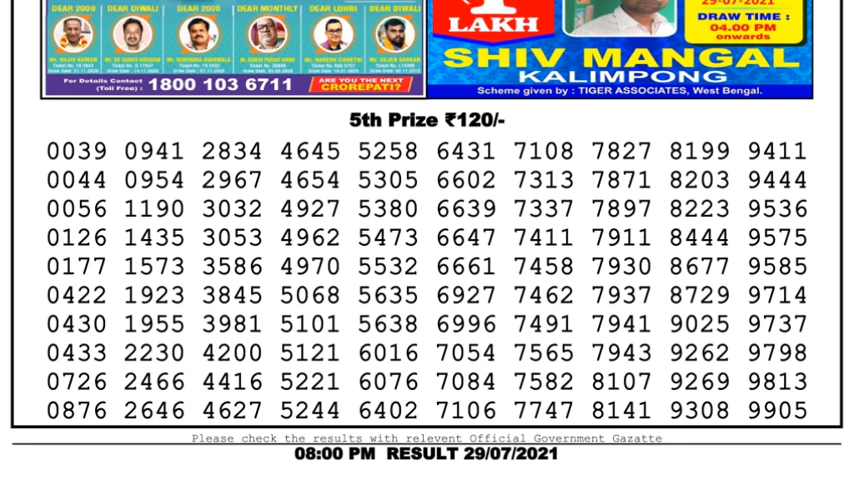 DEAR 2000 DEAR DIWALI DEAR 2000 DEAR MONTHLY DEAR LOHRI DEAR DIWALI
Mr. RAJIV KUMAR
For Details Contact
(Toll Free) : 1800 103 6711
ARE YOU THE NEXT
CROREPATI?
1
LAKH
29-07-2021
DRAW TIME :
04.00 PM
onwards
SHIV MANGAL
KALIMPONG
Scheme given by : TIGER ASSOCIATES, West Bengal.
5th Prize ₹120/-
0039 0941 2834 4645 5258 6431 7108 7827 8199 9411
0044 0954 2967 4654 5305 6602 7313 7871 8203 9444
0056 1190 3032 4927 5380 6639 7337 7897 8223 9536
0126 1435 3053 4962 5473 6647 7411 7911 8444 9575
0177 1573 3586 4970 5532 6661 7458 7930 8677 9585
0422 1923 3845 5068 5635 6927 7462 7937 8729 9714
0430 1955 3981 5101 5638 6996 7491 7941 9025 9737
0433 2230 4200 5121 6016 7054 7565 7943 9262 9798
0726 2466 4416 5221 6076 7084 7582 8107 9269 9813
0876 2646 4627 5244 6402 7106 7747 8141 9308 9905
Please check the results with relevent Official Government Gazatte
08:00 PM RESULT 29/07/2021